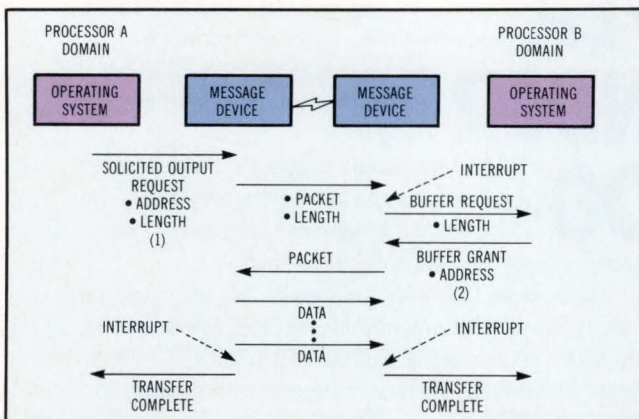 PROCESSOR A
DOMAIN
PROCESSOR B
DOMAIN
OPERATING
SYSTEM
MESSAGE
DEVICE
MESSAGE
DEVICE
OPERATING
SYSTEM
SOLICITED OUTPUT
REQUEST
• ADDRESS
• LENGTH
(1)
• PACKET
• LENGTH
INTERRUPT
BUFFER REQUEST
• LENGTH
PACKET
BUFFER GRANT
• ADDRESS
(2)
DATA
•
•
•
DATA
INTERRUPT
INTERRUPT
TRANSFER
COMPLETE
TRANSFER
COMPLETE